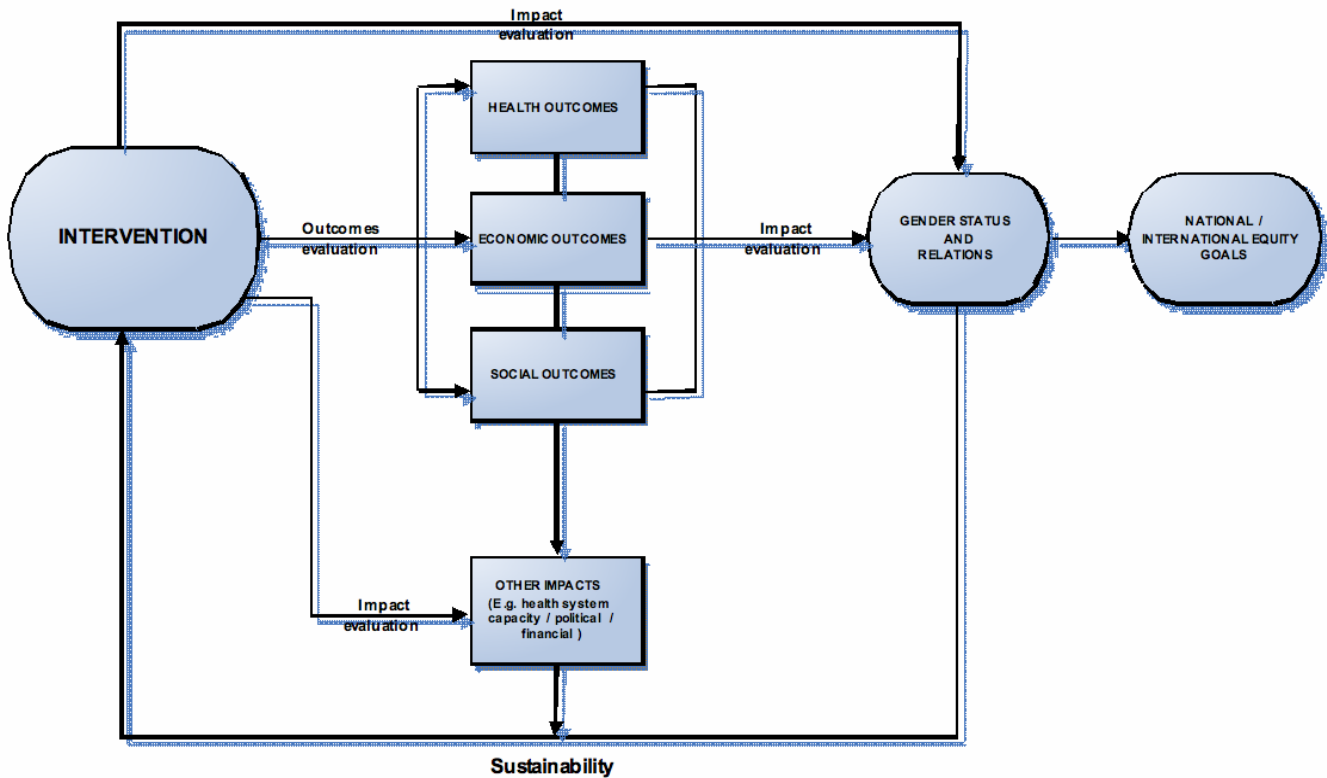 Impact
evaluation
HEALTH OUTCOMES
INTERVENTION
Outcomes
evaluation
ECONOMIC OUTCOMES
Impact
evaluation
GENDER STATUS
AND
RELATIONS
NATIONAL /
INTERNATIONAL EQUITY
GOALS
SOCIAL OUTCOMES
Impact
evaluation
OTHER IMPACTS
(E.g. health system
capacity / political /
financial )
Sustainability